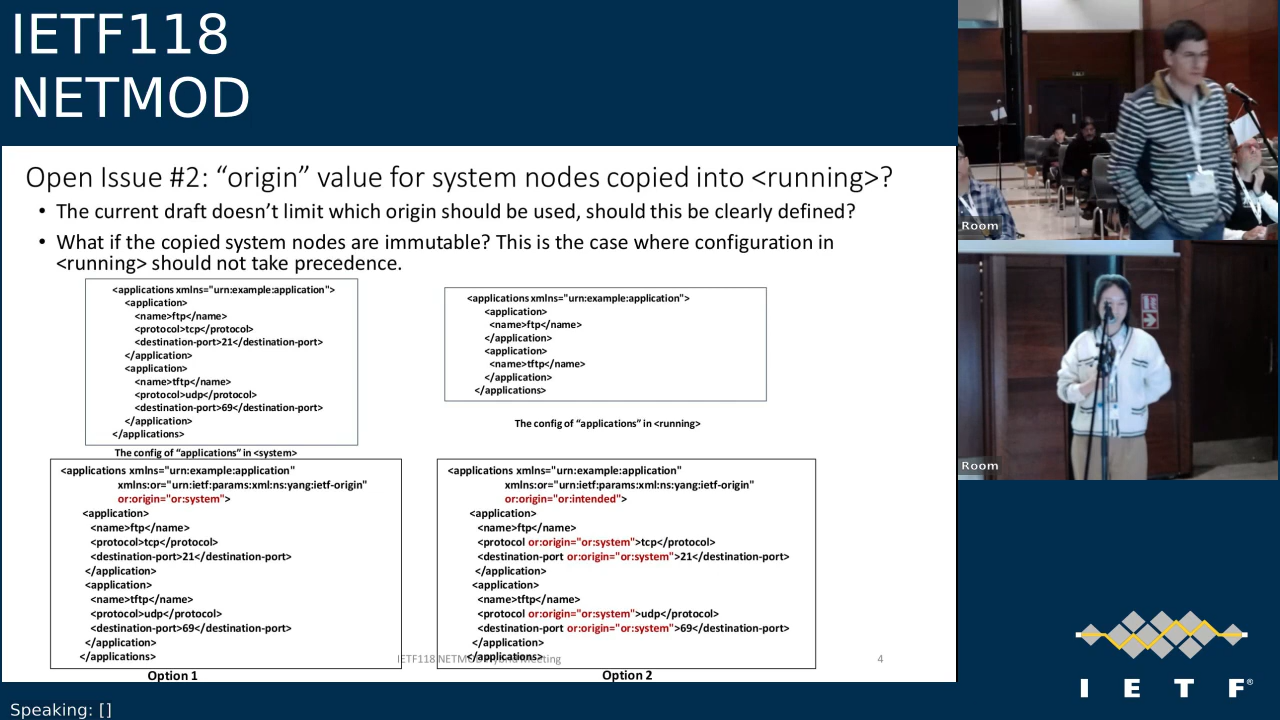 IETF118
NETMOD
Open Issue #2: “origin” value for system nodes copied into <running>?
• The current draft doesn’t limit which origin should be used, should this be clearly defined?
• What if the copied system nodes are immutable? This is the case where configuration in
<running> should not take precedence.
<applications xmlns="urn:example:application">
<application>
<name>ftp</name>
<protocol>tcp</protocol>
<destination-port>21</destination-port>
</application>
<application>
<name>tftp</name>
<protocol>udp</protocol>
<destination-port>69</destination-port>
</application>
</applications>
The config of “applications” in <system>
<applications xmlns="urn:example:application">
<application>
<name>ftp</name>
</application>
<application>
<name>tftp</name>
</application>
</applications>
The config of “applications” in <running>
<applications xmlns="urn:example:application"
xmlns:or="urn:ietf:params:xml:ns:yang:ietf-origin"
or:origin="or:system">
<application>
<name>ftp</name>
<protocol>tcp</protocol>
<destination-port>21</destination-port>
</application>
<application>
<name>tftp</name>
<protocol>udp</protocol>
<destination-port>69</destination-port>
</application>
</applications>
Option 1
<applications xmlns="urn:example:application"
xmlns:or="urn:ietf:params:xml:ns:yang:ietf-origin"
or:origin="or:intended">
<application>
<name>ftp</name>
<protocol or:origin="or:system">tcp</protocol>
<destination-port or:origin="or:system">21</destination-port>
</application>
<application>
<name>tftp</name>
<protocol or:origin="or:system">udp</protocol>
<destination-port or:origin="or:system">69</destination-port>
</application>
</applications>
Option 2
IETF118 NETMOD Hybrid Meeting
4
Room
Room
IETF®
Speaking: []